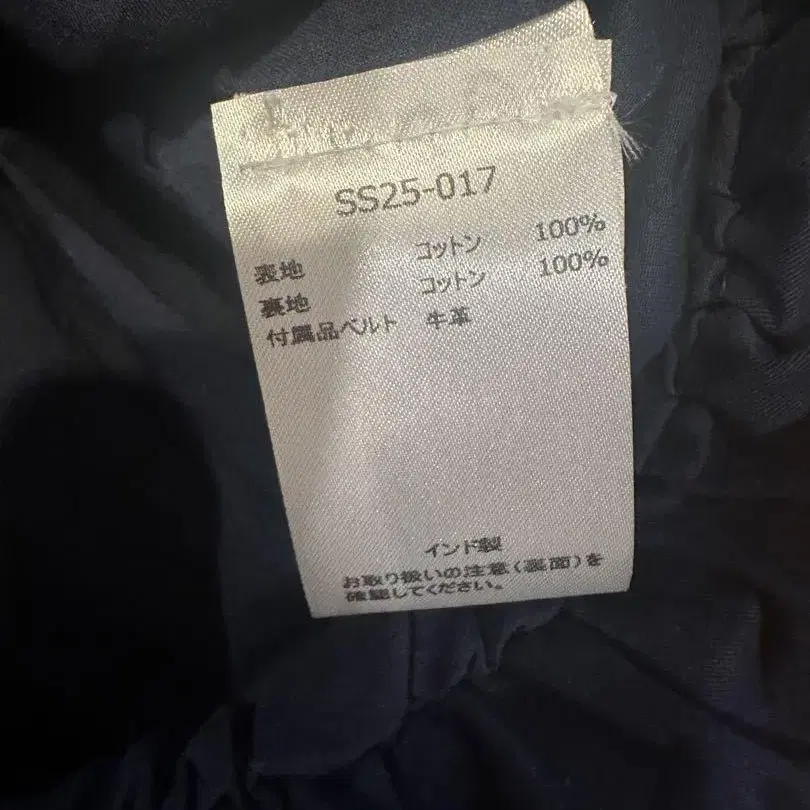 SS25-017
表地 コットン 100%
裏地 コットン 100%
付属品ベルト 牛革
インド製
お取り扱いの注意(裏面)を
確認してください。